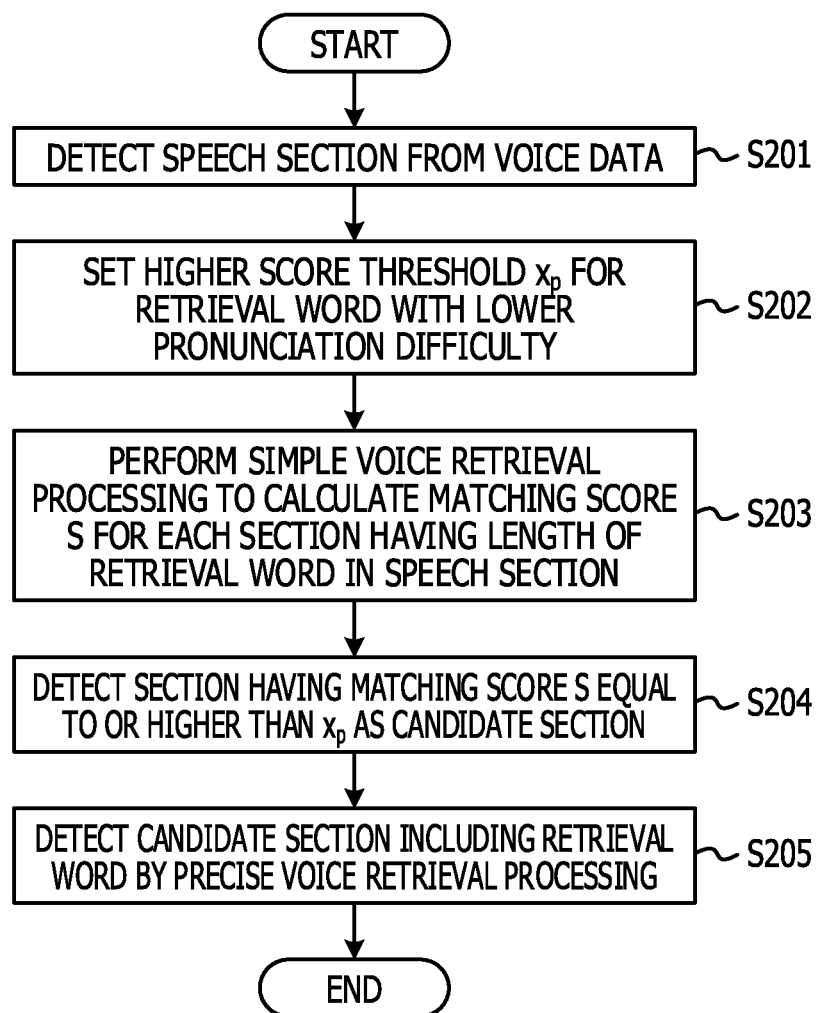 START
DETECT SPEECH SECTION FROM VOICE DATA
S201
SET HIGHER SCORE THRESHOLD xp FOR
RETRIEVAL WORD WITH LOWER
PRONUNCIATION DIFFICULTY
S202
PERFORM SIMPLE VOICE RETRIEVAL
PROCESSING TO CALCULATE MATCHING SCORE
S FOR EACH SECTION HAVING LENGTH OF
RETRIEVAL WORD IN SPEECH SECTION
S203
DETECT SECTION HAVING MATCHING SCORE S EQUAL
TO OR HIGHER THAN xp AS CANDIDATE SECTION
S204
DETECT CANDIDATE SECTION INCLUDING RETRIEVAL
WORD BY PRECISE VOICE RETRIEVAL PROCESSING
S205
END